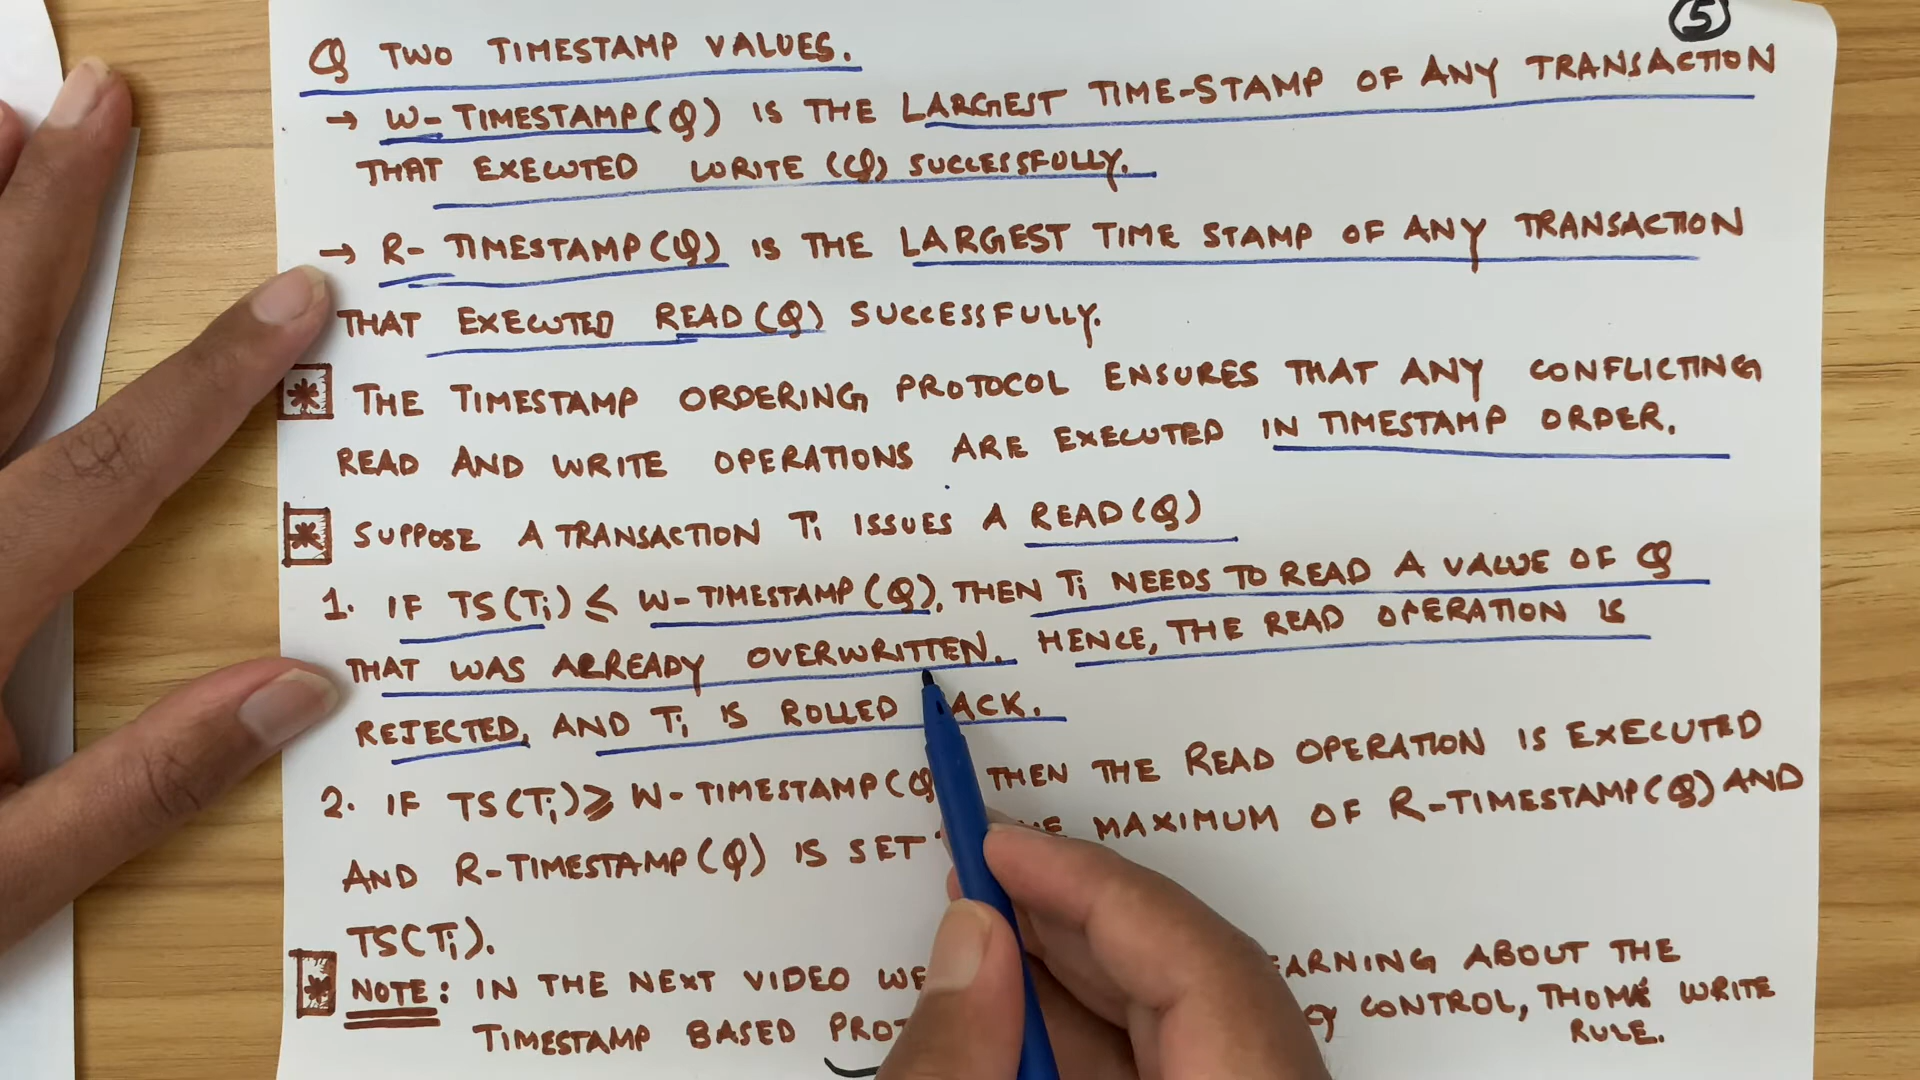 5
Q TWO TIMESTAMP VALUES.
→ W-TIMESTAMP(Q) IS THE LARGEST TIME-STAMP OF ANY TRANSACTION
THAT EXECUTED WRITE (Q) SUCCESSFULLY.
→ R- TIMESTAMP(Q) IS THE LARGEST TIME STAMP OF ANY TRANSACTION
THAT EXECUTED READ(Q) SUCCESSFULLY.
* THE TIMESTAMP ORDERING PROTOCOL ENSURES THAT ANY CONFLICTING
READ AND WRITE OPERATIONS ARE EXECUTED IN TIMESTAMP ORDER.
* SUPPOSE A TRANSACTION Ti ISSUES A READ(Q)
1. IF TS(Ti) ≤ W-TIMESTAMP(Q), THEN Ti NEEDS TO READ A VALUE OF Q
THAT WAS ALREADY OVERWRITTEN. HENCE, THE READ OPERATION IS
REJECTED, AND Ti IS ROLLED ACK.
2. IF TS(Ti) ≥ W-TIMESTAMP(Q THEN THE READ OPERATION IS EXECUTED
AND R-TIMESTAMP(Q) IS SET MAXIMUM OF R-TIMESTAMP(Q) AND
TS(Ti).
* NOTE: IN THE NEXT VIDEO WE ARNING ABOUT THE
TIMESTAMP BASED PROT CY CONTROL, THOMA WRITE
RULE.